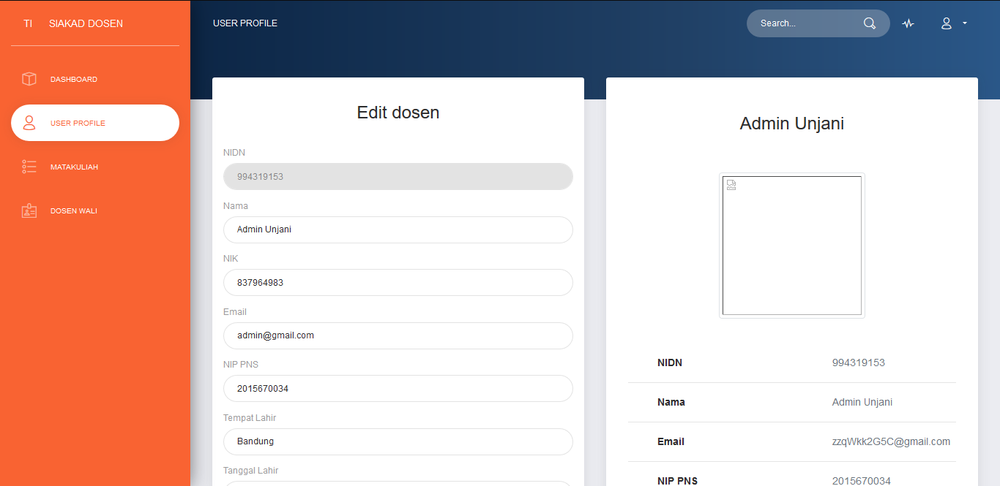 TI SIAKAD DOSEN
DASHBOARD
USER PROFILE
MATAKULIAH
DOSEN WALI
USER PROFILE
Search...
Edit dosen
NIDN
994319153
Nama
Admin Unjani
NIK
837964983
Email
admin@gmail.com
NIP PNS
2015670034
Tempat Lahir
Bandung
Tanggal Lahir
Admin Unjani
NIDN 994319153
Nama Admin Unjani
Email zzqWkk2G5C@gmail.com
NIP PNS 2015670034